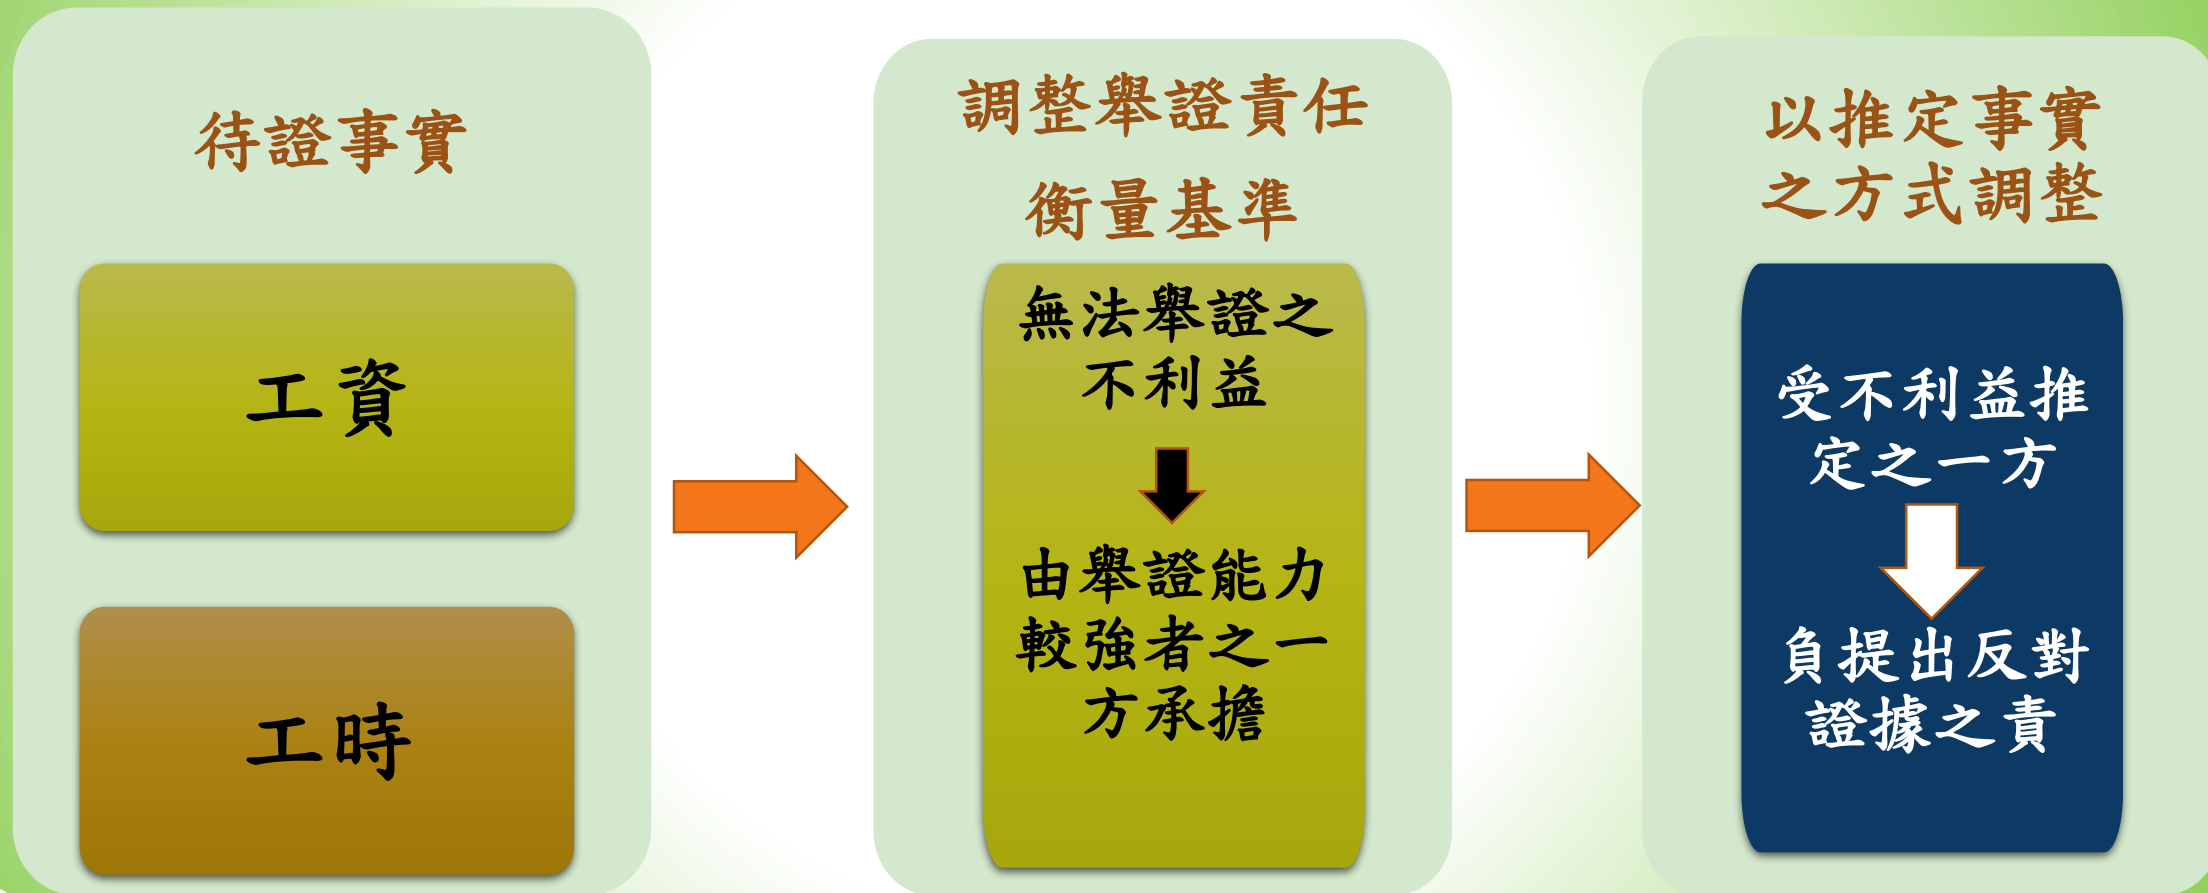 待證事實
工資
工時
調整舉證責任
衡量基準
無法舉證之
不利益
由舉證能力
較強者之一
方承擔
以推定事實
之方式調整
受不利益推
定之一方
負提出反對
證據之責